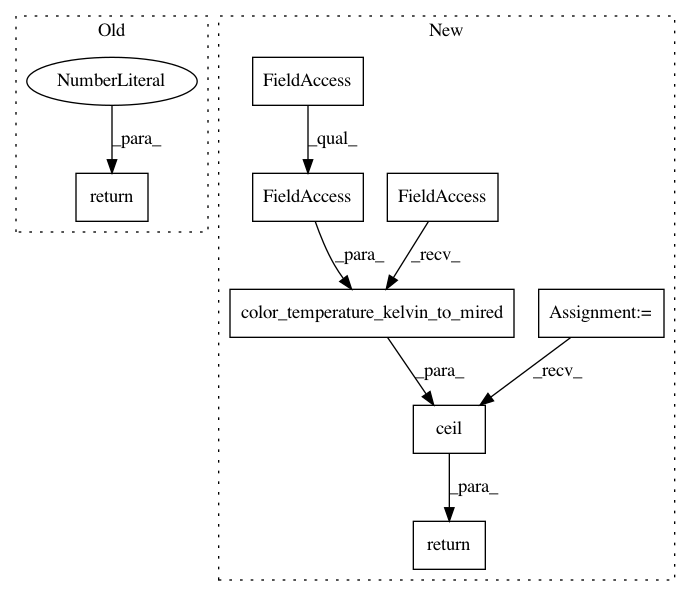 Old
New
NumberLiteral
FieldAccess
_para_
_qual_
return
FieldAccess
FieldAccess
_para_
_recv_
color_temperature_kelvin_to_mired
Assignment:=
_para_
_recv_
ceil
_para_
return